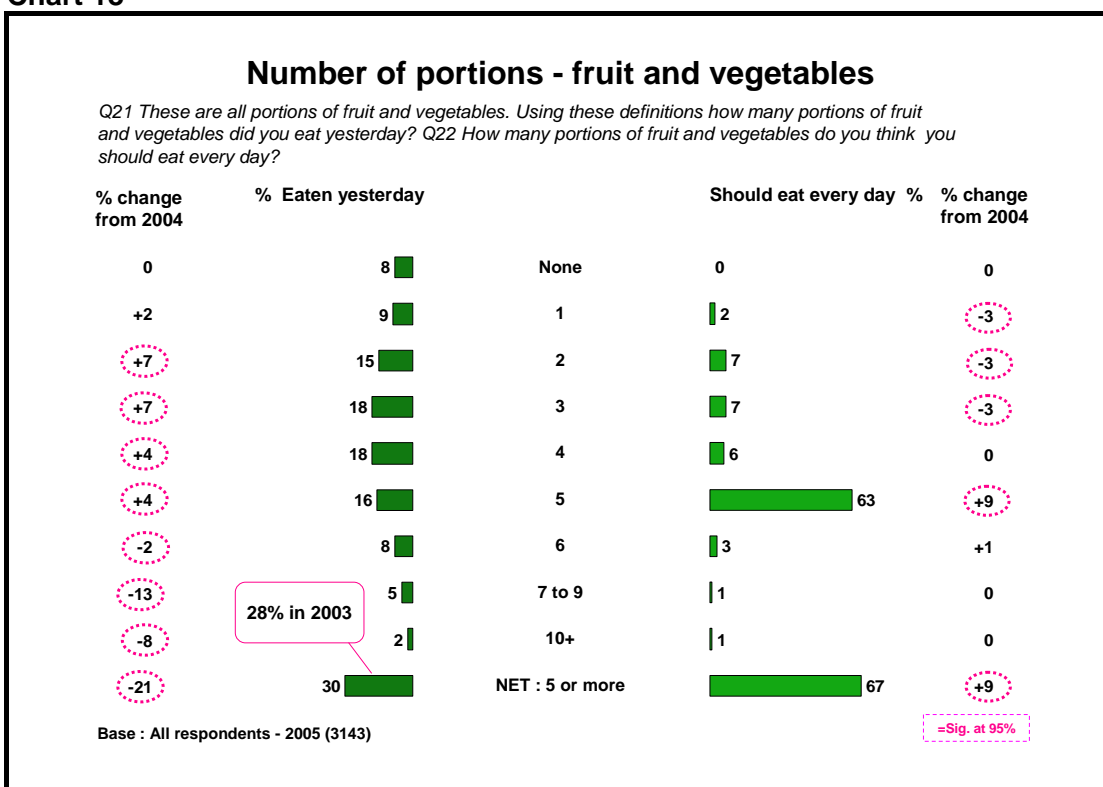 Number of portions - fruit and vegetables
Q21 These are all portions of fruit and vegetables. Using these definitions how many portions of fruit
and vegetables did you eat yesterday? Q22 How many portions of fruit and vegetables do you think you
should eat every day?
% change from 2004 % Eaten yesterday Should eat every day % % change from 2004
0 8 None 0 0
+2 9 1 2 -3
+7 15 2 7 -3
+7 18 3 7 -3
+4 18 4 6 0
+4 16 5 63 +9
-2 8 6 3 +1
-13 5 7 to 9 1 0
28% in 2003
-8 2 10+ 1 0
-21 30 NET : 5 or more 67 +9
Base : All respondents - 2005 (3143)
=Sig. at 95%